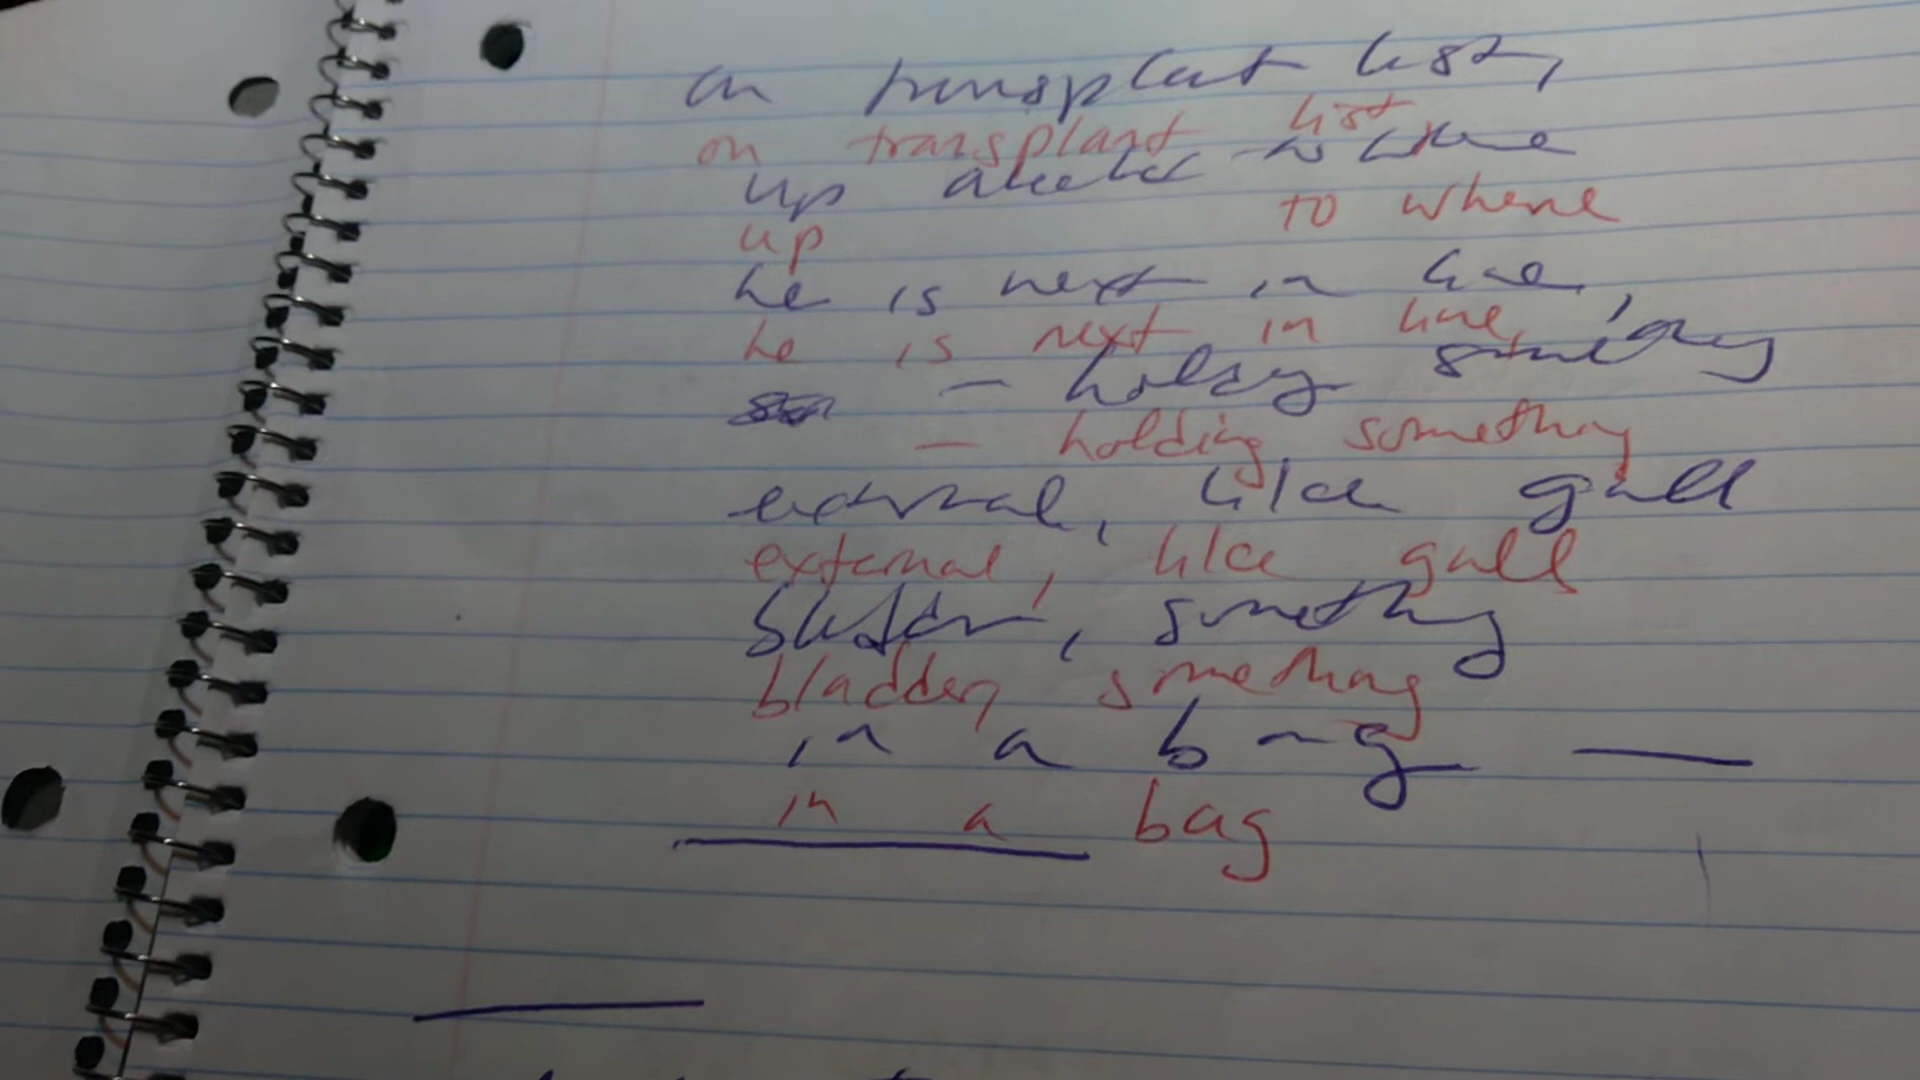 on transplant list,
on transplant list,
up ahead to where
up to where
he is next in line,
he is next in line,
— holding something
— holding something
external, like gall
external, like gall
bladder, something
bladder, something
in a bag —
in a bag